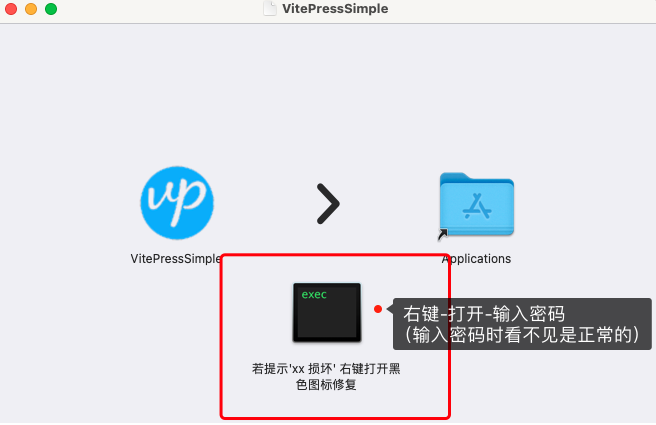 VitePressSimple
vp
VitePressSimple
Applications
exec
右键-打开-输入密码
（输入密码时看不见是正常的）
若提示'xx 损坏' 右键打开黑
色图标修复